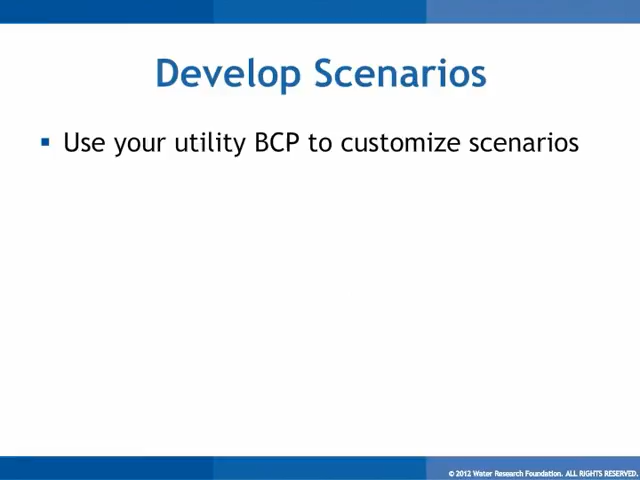 Develop Scenarios
▪ Use your utility BCP to customize scenarios
© 2012 Water Research Foundation. ALL RIGHTS RESERVED.